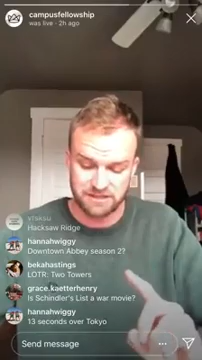 campusfellowship
was live · 2h ago
Hacksaw Ridge
hannahwiggy
Downtown Abbey season 2?
bekahastings
LOTR: Two Towers
grace.kaetterhenry
Is Schindler's List a war movie?
hannahwiggy
13 seconds over Tokyo
Send message